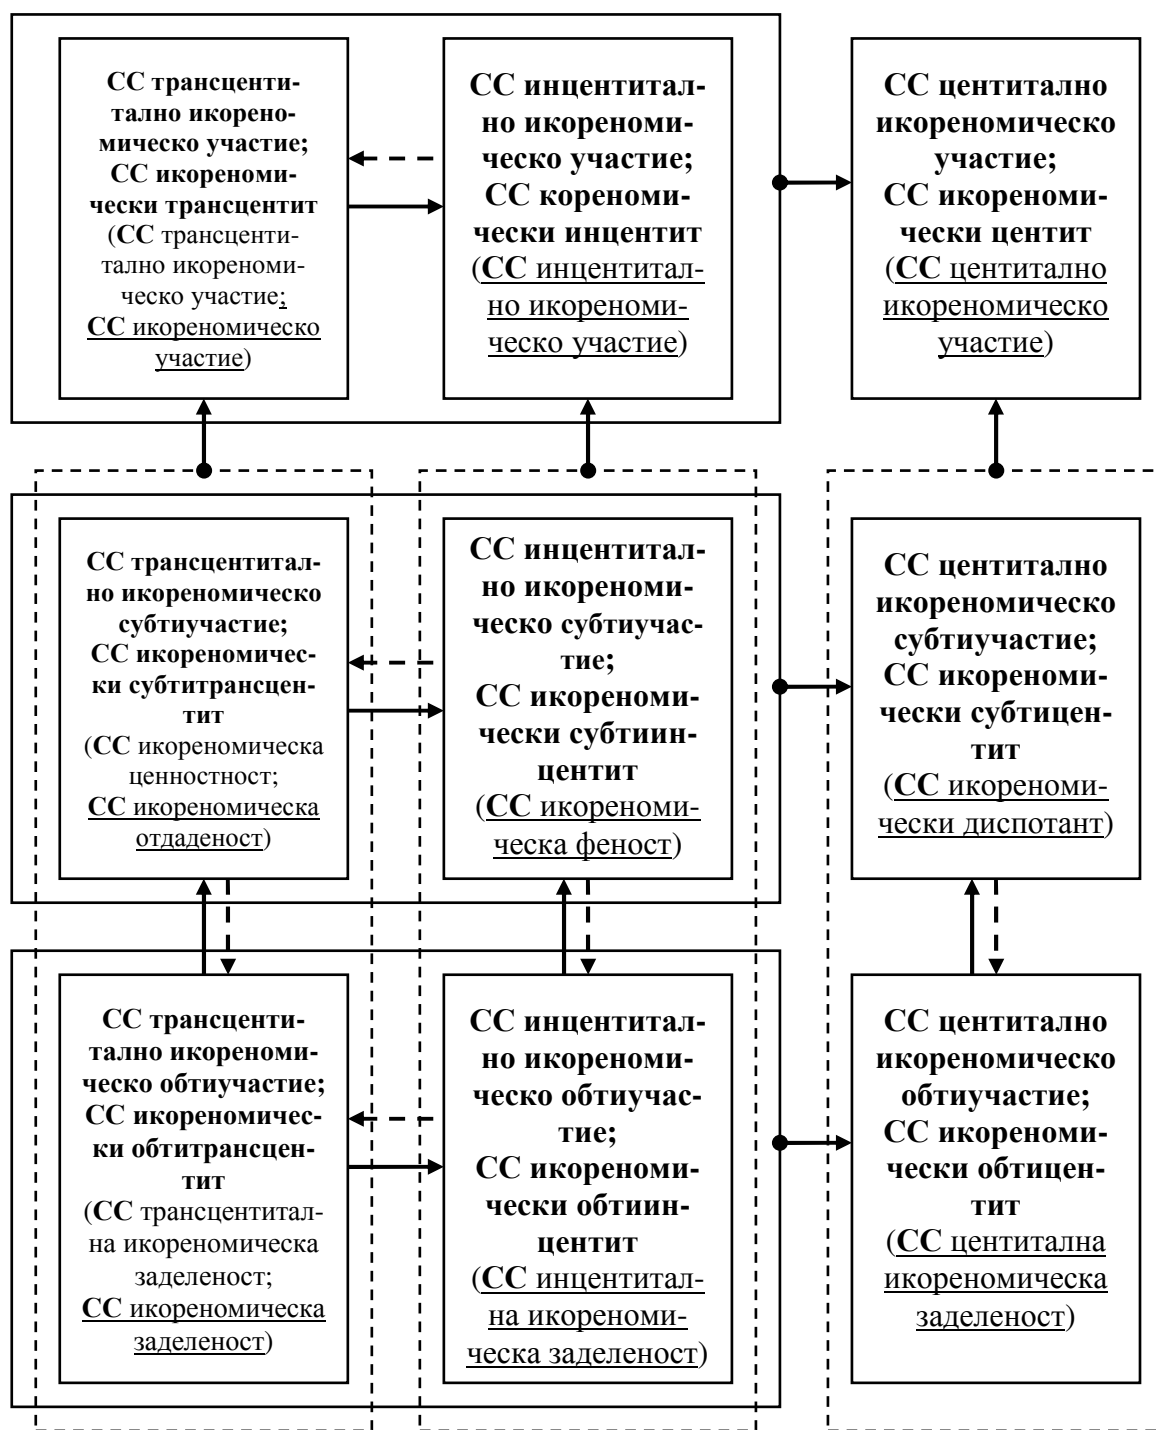 СС трансценти-
тално икорено-
мическо участие;
СС икореноми-
чески трансцентит
(СС трансценти-
тално икореноми-
ческо участие;
СС икореномическо
участие)
СС инцентитал-
но икореноми-
ческо участие;
СС кореноми-
чески инцентит
(СС инцентитал-
но икореноми-
ческо участие)
СС центитално
икореномическо
участие;
СС икореноми-
чески центит
(СС центитално
икореномическо
участие)
СС трансцентитал-
но икореномическо
субтиучастие;
СС икореномичес-
ки субтитрансцен-
тит
(СС икореномическа
ценностност;
СС икореномическа
отдаденост)
СС инцентитал-
но икореноми-
ческо субтиучас-
тие;
СС икореноми-
чески субтиин-
центит
(СС икореноми-
ческа феност)
СС центитално
икореномическо
субтиучастие;
СС икореноми-
чески субтицен-
тит
(СС икореноми-
чески диспотант)
СС трансценти-
тално икореноми-
ческо обтиучастие;
СС икореномичес-
ки обтитрансцен-
тит
(СС трансцентитал-
на икореномическа
заделеност;
СС икореномическа
заделеност)
СС инцентитал-
но икореноми-
ческо обтиучас-
тие;
СС икореноми-
чески обтиин-
центит
(СС инцентитал-
на икореноми-
ческа заделеност)
СС центитално
икореномическо
обтиучастие;
СС икореноми-
чески обтицен-
тит
(СС центитална
икореномическа
заделеност)